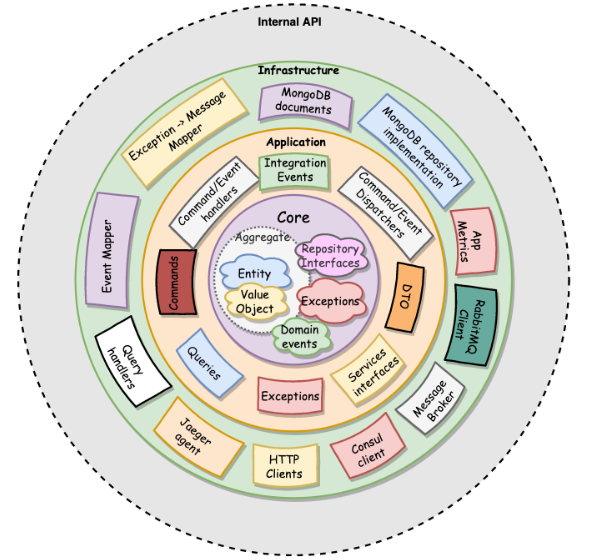 Internal API
Infrastructure
MongoDB
documents
Exception -> Message
Mapper
MongoDB repository
implementation
Application
Integration
Events
Command/Event
handlers
Command/Event
Dispatchers
App
Metrics
Event Mapper
Core
Aggregate
Repository
Interfaces
Entity
Value
Object
Exceptions
Domain
events
Commands
DTO
RabbitMQ
Client
Query
handlers
Queries
Services
interfaces
Exceptions
Message
Broker
Jaeger
agent
HTTP
Clients
Consul
client